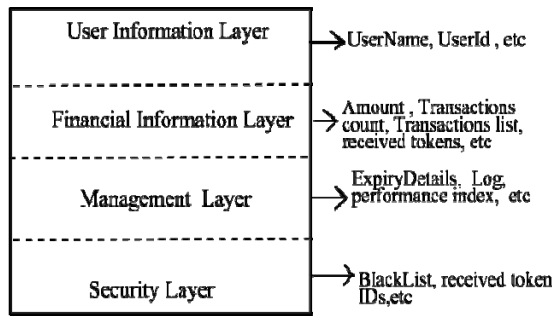 User Information Layer
UserName, UserId , etc
Financial Information Layer
Amount , Transactions
count, Transactions list,
received tokens, etc
Management Layer
ExpiryDetails, Log,
performance index, etc
Security Layer
BlackList, received token
IDs,etc